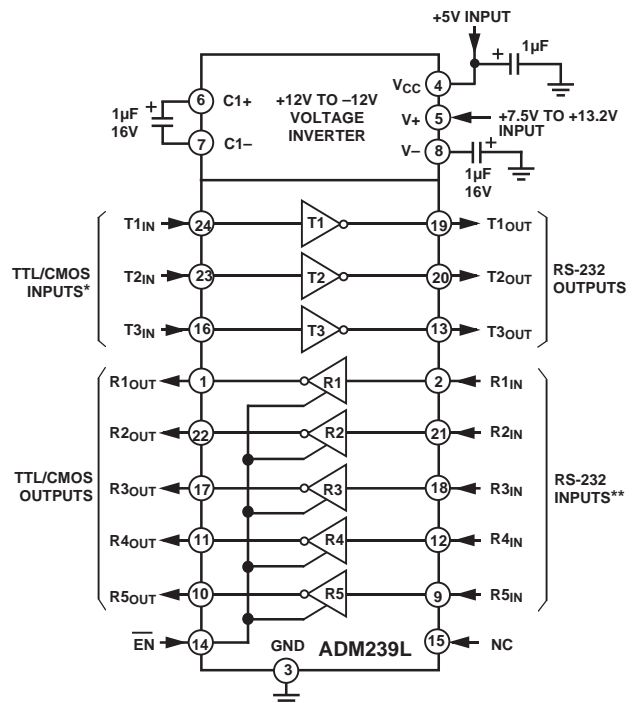 +5V INPUT
1µF
+
VCC
4
6
C1+
+12V TO –12V
VOLTAGE
INVERTER
1µF
16V
+
7
C1–
V+
5
+7.5V TO +13.2V
INPUT
V–
8
+
1µF
16V
TTL/CMOS
INPUTS*
T1IN
24
T1
19
T1OUT
T2IN
23
T2
20
T2OUT
T3IN
16
T3
13
T3OUT
RS-232
OUTPUTS
TTL/CMOS
OUTPUTS
R1OUT
1
R1
2
R1IN
R2OUT
22
R2
21
R2IN
R3OUT
17
R3
18
R3IN
R4OUT
11
R4
12
R4IN
R5OUT
10
R5
9
R5IN
RS-232
INPUTS**
EN
14
GND
3
ADM239L
15
NC